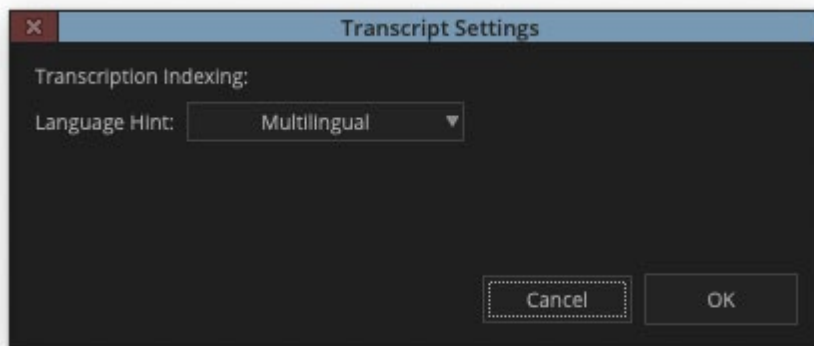 Transcript Settings
Transcription Indexing:
Language Hint: Multilingual
Cancel OK